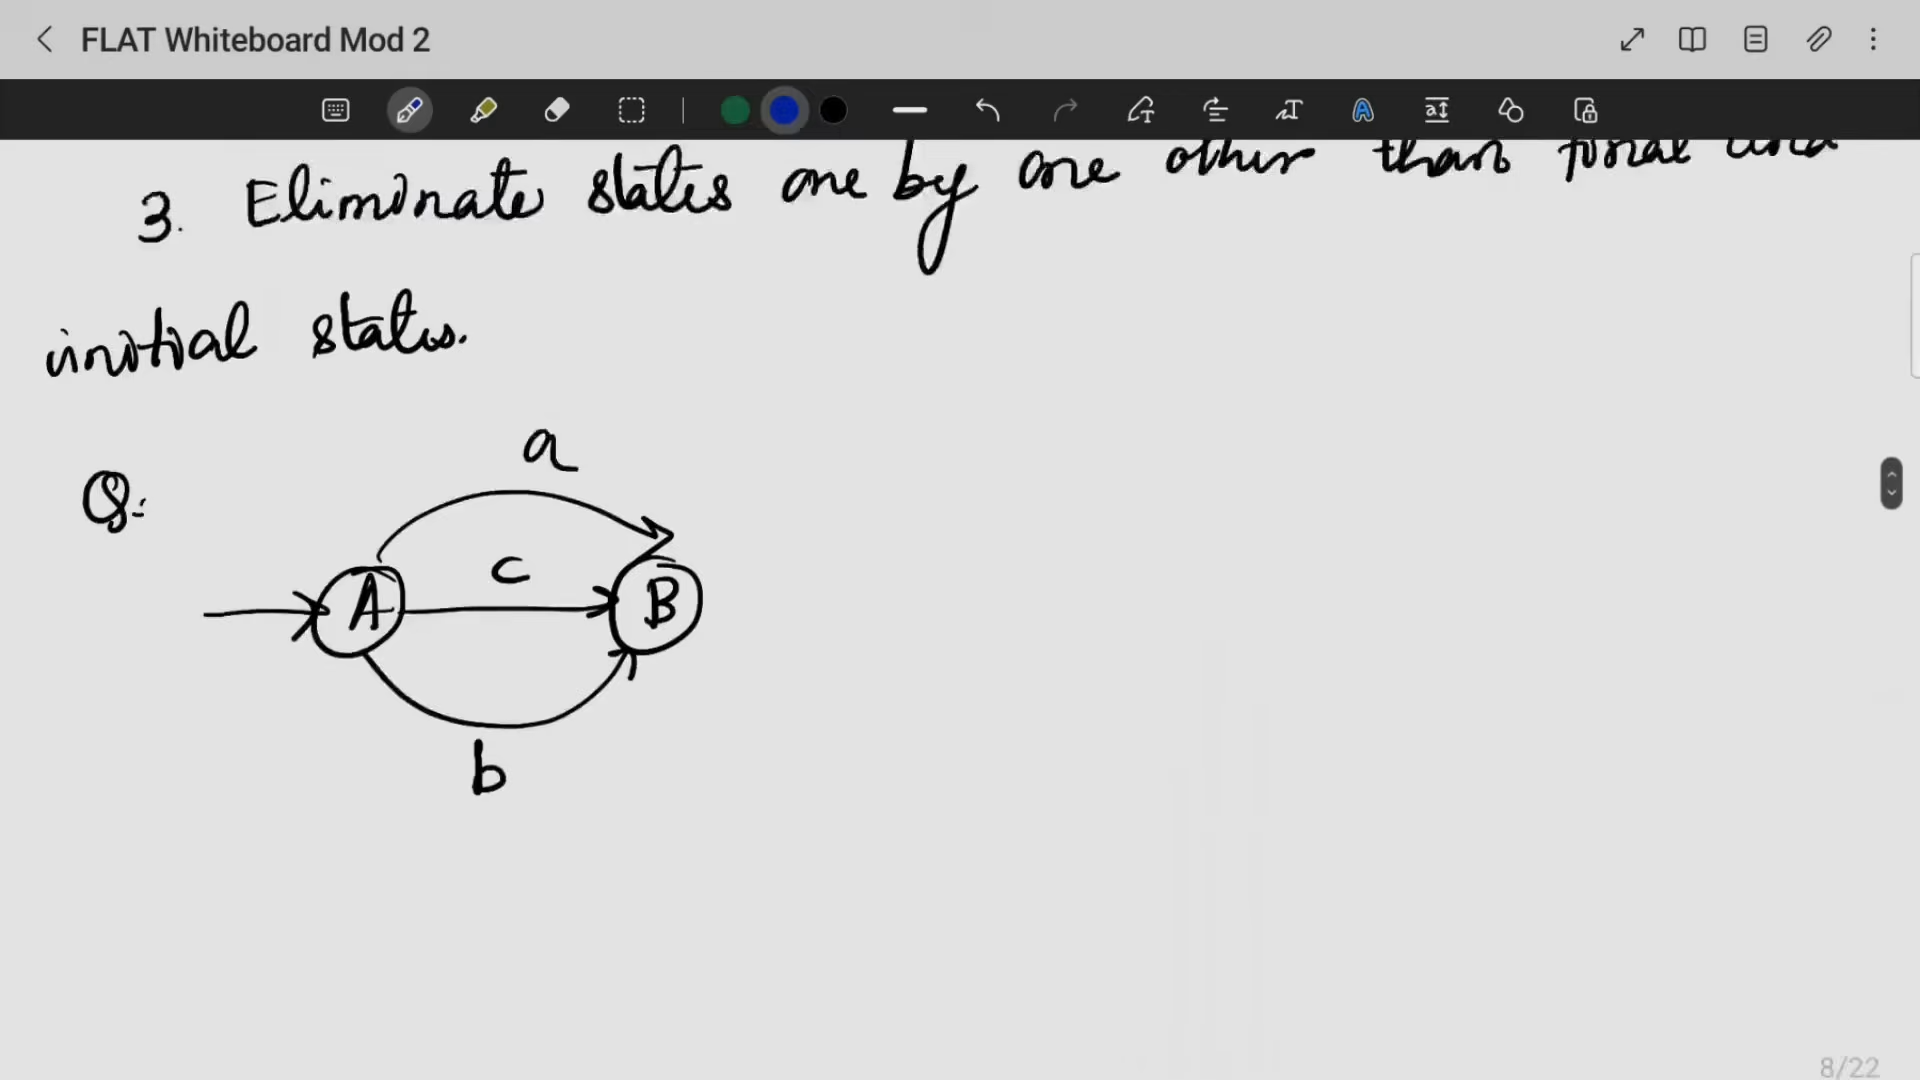 FLAT Whiteboard Mod 2
3. Eliminate states one by one other than final and
initial states.
a
Q:
c
A B
b
8/22